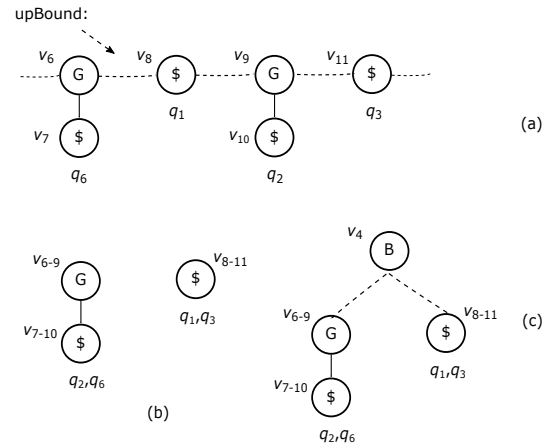 upBound:
v6 v8 v9 v11
G $ G $
q1 q3
v7 $ v10 $
(a)
q6 q2
v4
B
v6-9 v8-11
G $
q1,q3
v6-9 v8-11
(c)
G $
v7-10 $
q1,q3
q2,q6
v7-10 $
(b)
q2,q6